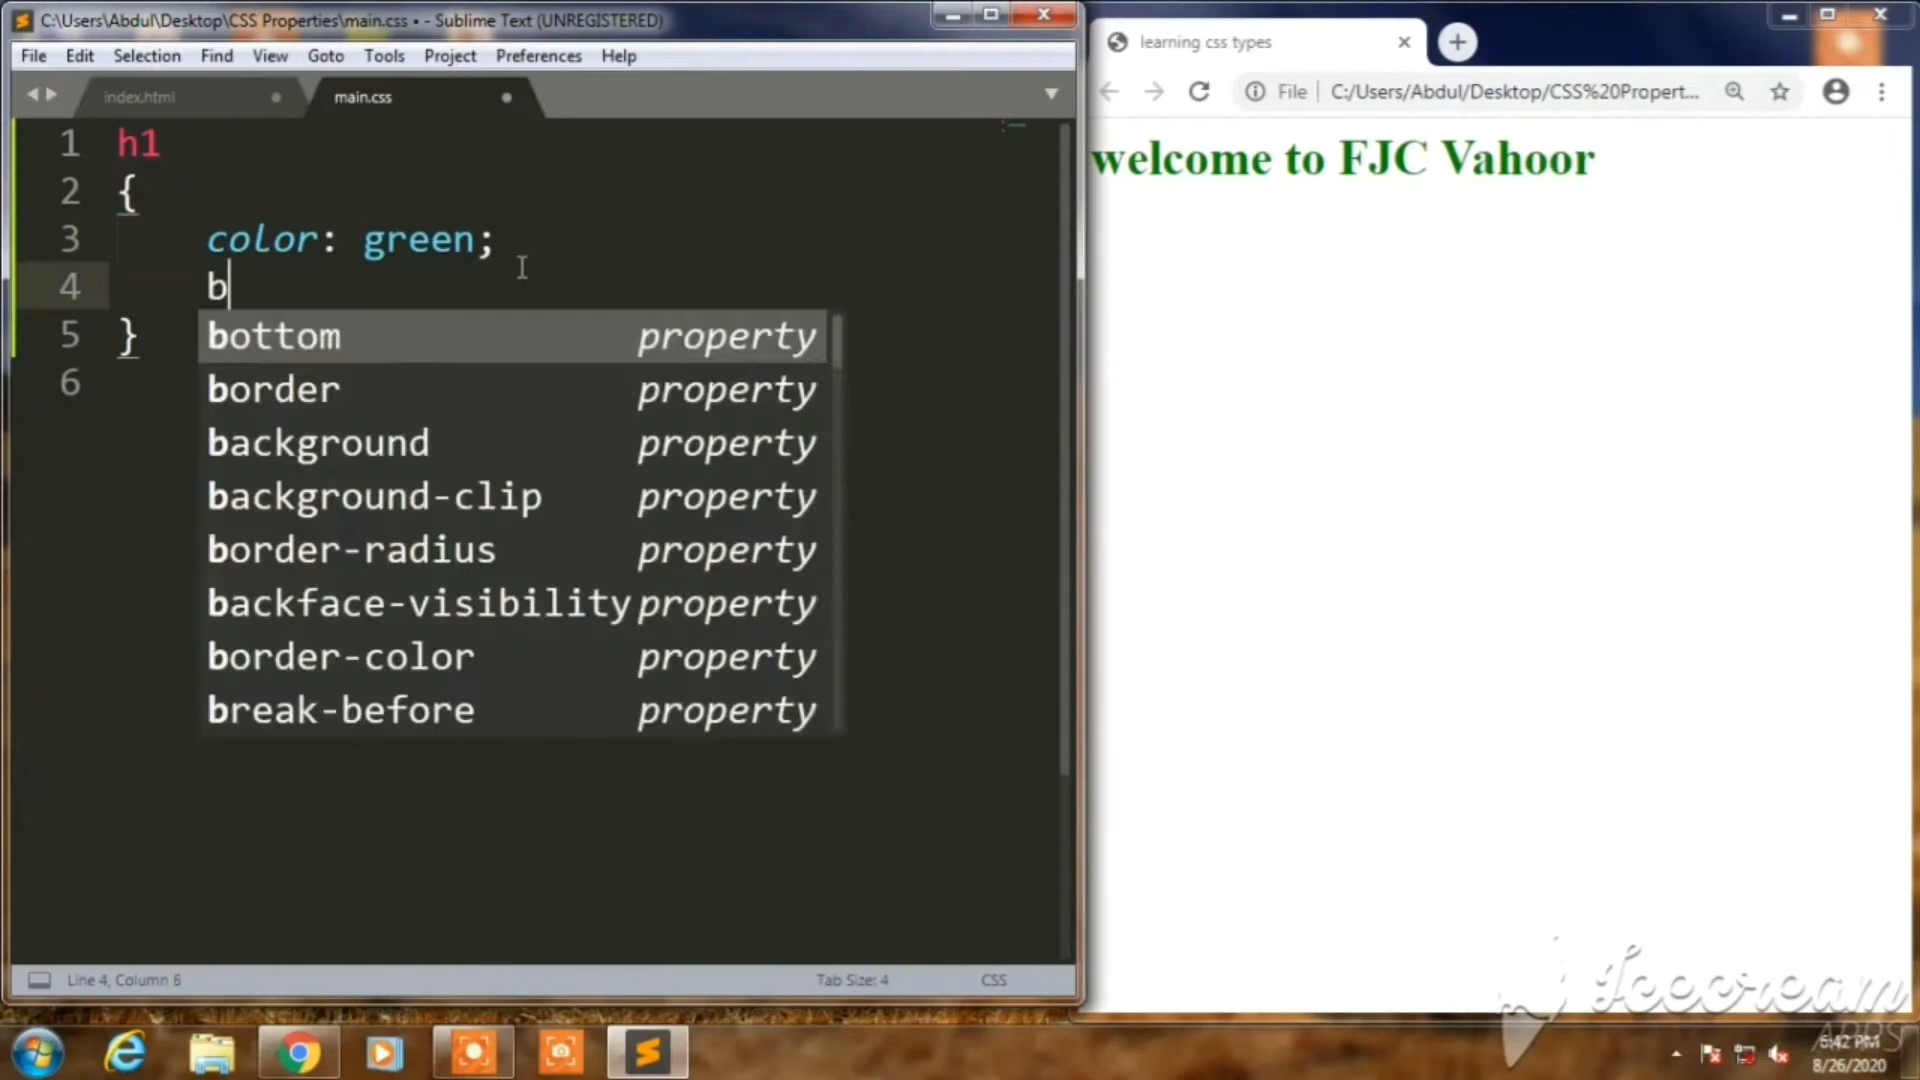 C:\Users\Abdul\Desktop\CSS Properties\main.css • - Sublime Text (UNREGISTERED)
File Edit Selection Find View Goto Tools Project Preferences Help
index.html main.css
1 h1
2 {
3 color: green;
4 b
5 }
6
bottom property
border property
background property
background-clip property
border-radius property
backface-visibility property
border-color property
break-before property
Line 4, Column 6 Tab Size: 4 CSS
learning css types
File C:/Users/Abdul/Desktop/CSS%20Propert...
welcome to FJC Vahoor
Icecream
APPS
6:42 PM
8/26/2020